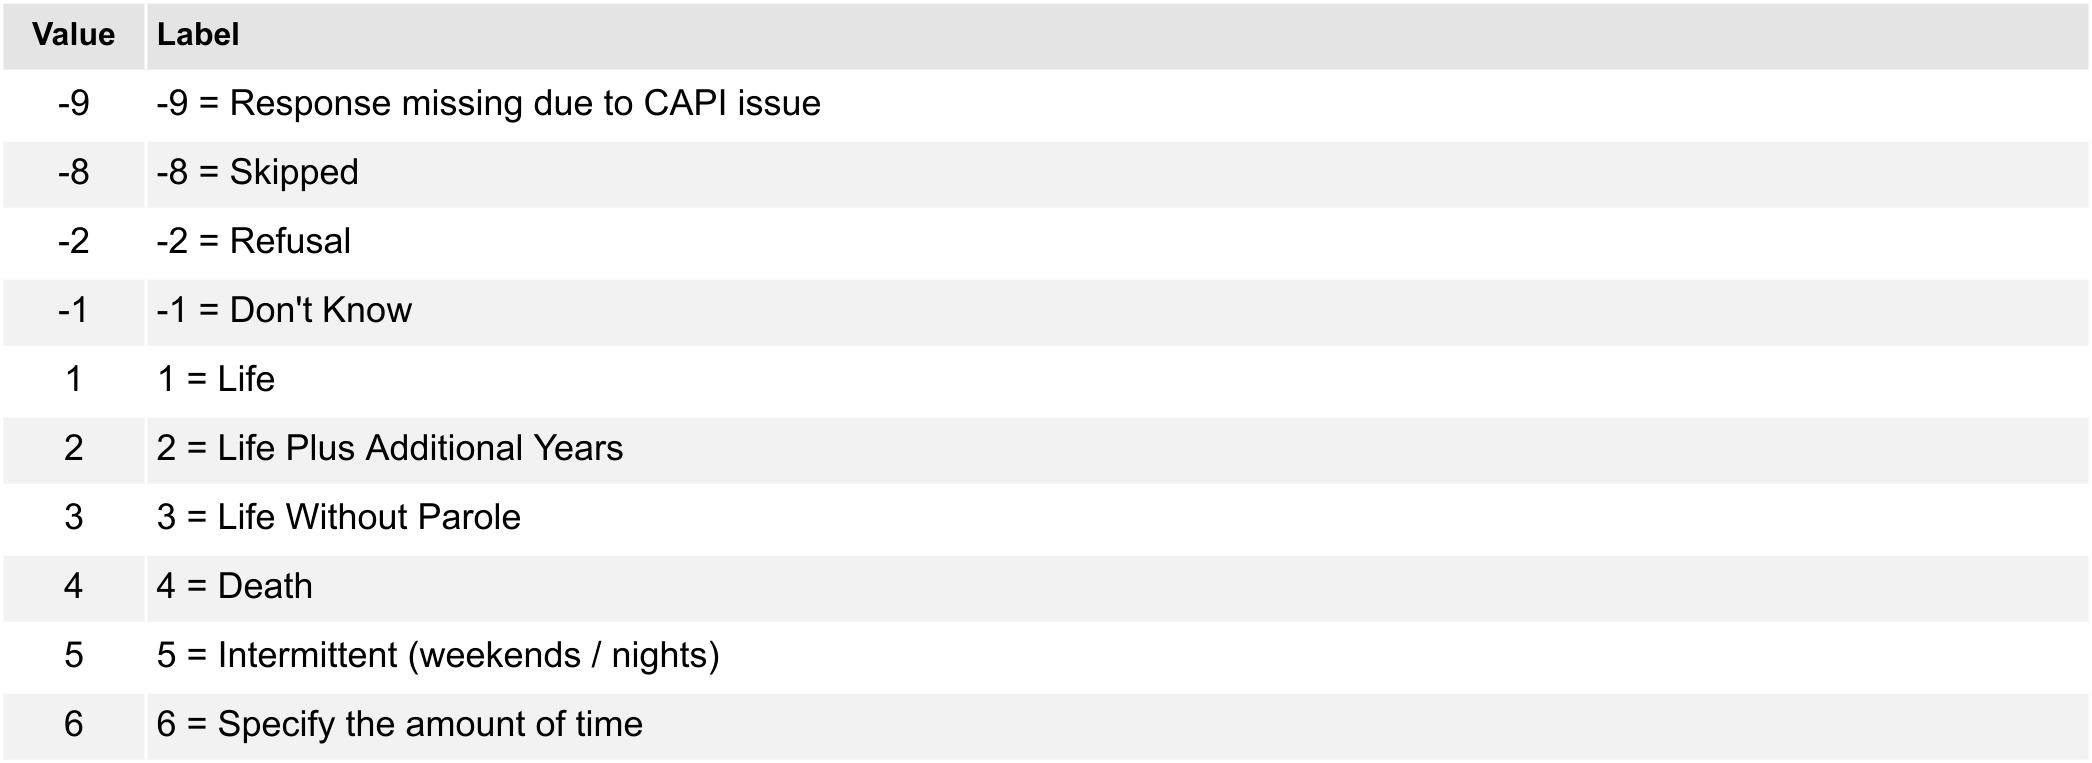 Value Label
-9 -9 = Response missing due to CAPI issue
-8 -8 = Skipped
-2 -2 = Refusal
-1 -1 = Don't Know
1 1 = Life
2 2 = Life Plus Additional Years
3 3 = Life Without Parole
4 4 = Death
5 5 = Intermittent (weekends / nights)
6 6 = Specify the amount of time